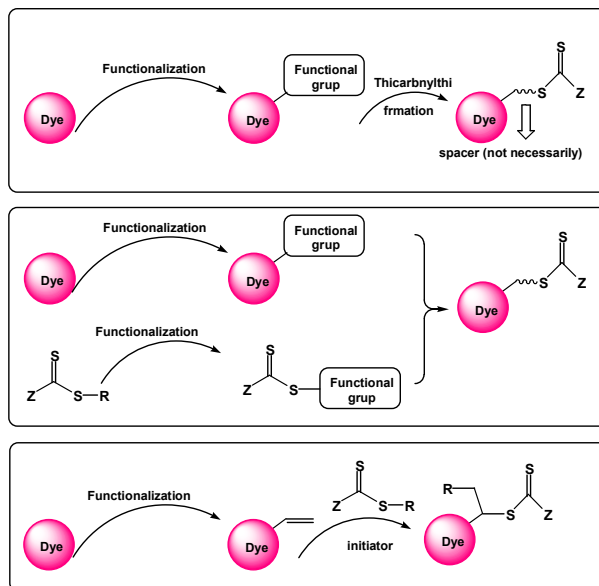 Functionalization
Functional
grup
Dye
Dye
Thicarbnylthi
frmation
S
S
Z
Dye
spacer (not necessarily)
Functionalization
Functional
grup
Dye
Dye
S
S
Z
Dye
Functionalization
S
Z
S
R
S
Z
S
Functional
grup
Functionalization
Dye
Dye
S
Z
S
R
initiator
R
S
S
Z
Dye